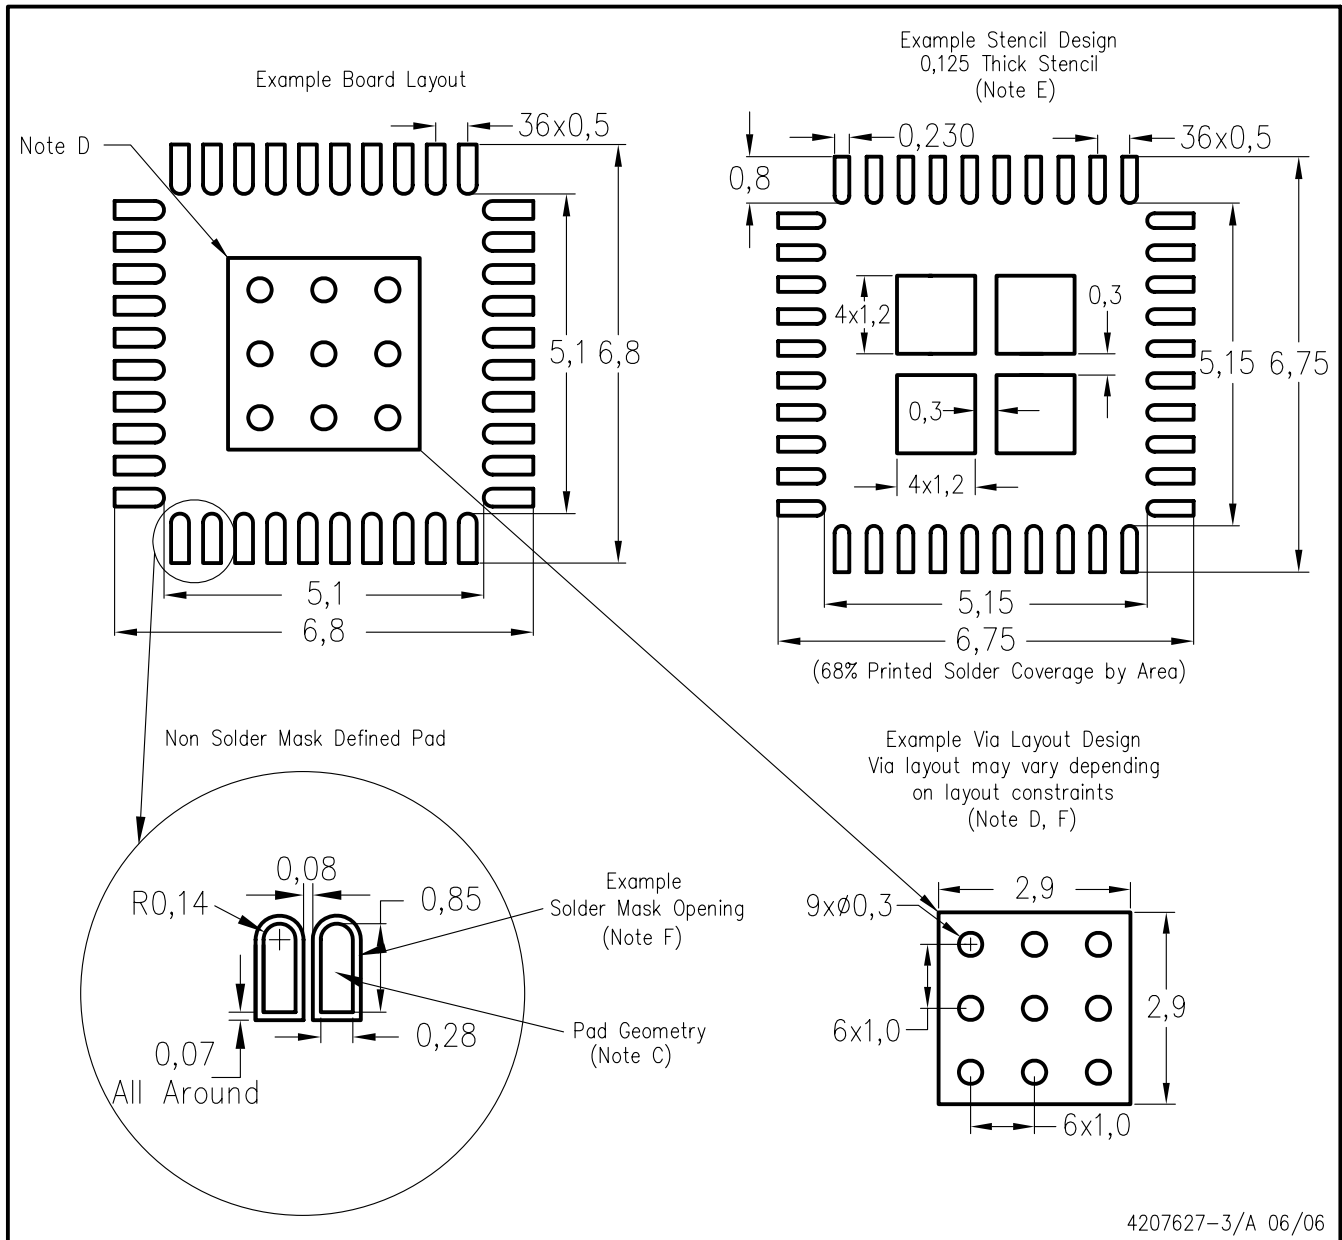 Example Board Layout
Note D
36x0,5
5,1
6,8
5,1
6,8
Example Stencil Design
0,125 Thick Stencil
(Note E)
0,230
36x0,5
0,8
4x1,2
0,3
5,15
6,75
0,3
4x1,2
5,15
6,75
(68% Printed Solder Coverage by Area)
Non Solder Mask Defined Pad
0,08
R0,14
0,85
Example
Solder Mask Opening
(Note F)
0,07
All Around
0,28
Pad Geometry
(Note C)
Example Via Layout Design
Via layout may vary depending
on layout constraints
(Note D, F)
2,9
9xø0,3
6x1,0
2,9
6x1,0
4207627-3/A 06/06